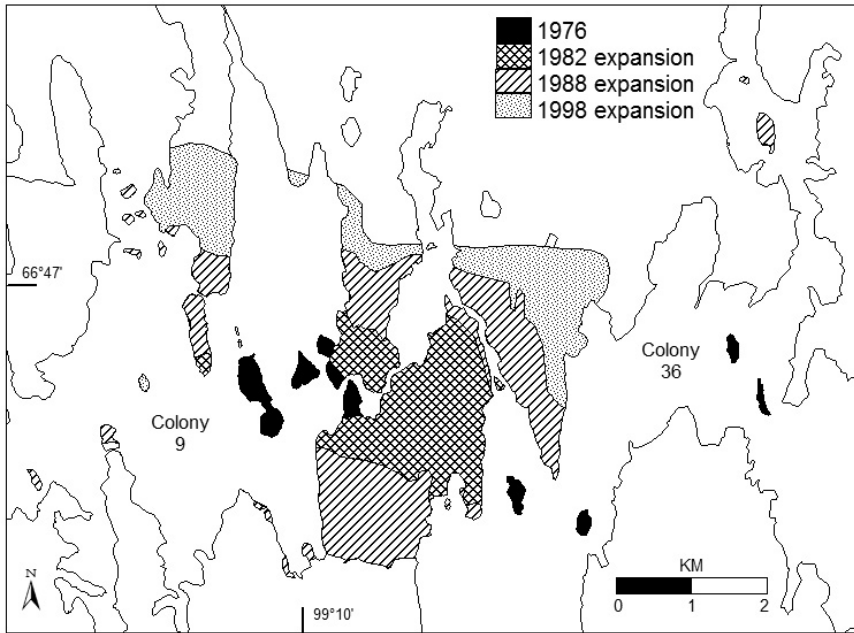 1976
1982 expansion
1988 expansion
1998 expansion
66°47'
Colony
36
Colony
9
N
KM
0 1 2
99°10'